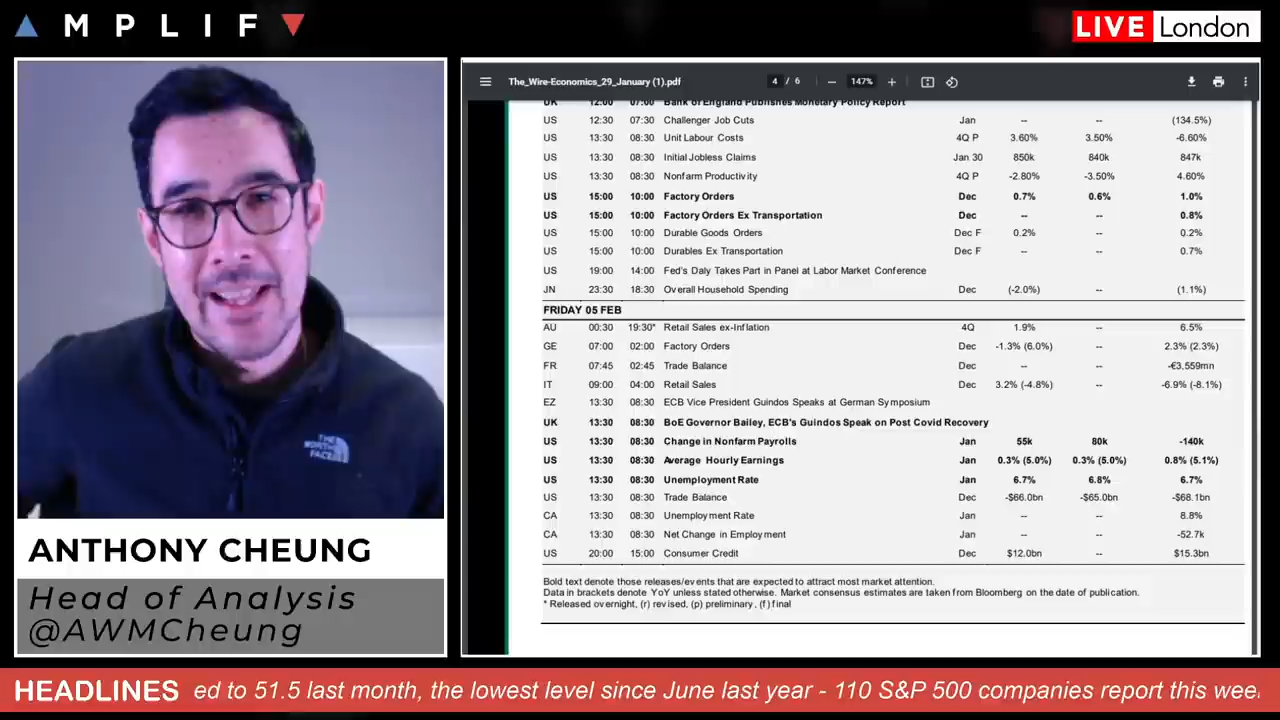 AMPLIFY
LIVE London
The_Wire-Economics_29_January (1).pdf 4 / 6 147%
UK 12:00 07:00 Bank of England Publishes Monetary Policy Report
US 12:30 07:30 Challenger Job Cuts Jan -- -- (134.5%)
US 13:30 08:30 Unit Labour Costs 4Q P 3.60% 3.50% -6.60%
US 13:30 08:30 Initial Jobless Claims Jan 30 850k 840k 847k
US 13:30 08:30 Nonfarm Productivity 4Q P -2.80% -3.50% 4.60%
US 15:00 10:00 Factory Orders Dec 0.7% 0.6% 1.0%
US 15:00 10:00 Factory Orders Ex Transportation Dec -- -- 0.8%
US 15:00 10:00 Durable Goods Orders Dec F 0.2% -- 0.2%
US 15:00 10:00 Durables Ex Transportation Dec F -- -- 0.7%
US 19:00 14:00 Fed's Daly Takes Part in Panel at Labor Market Conference
JN 23:30 18:30 Overall Household Spending Dec (-2.0%) -- (1.1%)
FRIDAY 05 FEB
AU 00:30 19:30* Retail Sales ex-Inflation 4Q 1.9% -- 6.5%
GE 07:00 02:00 Factory Orders Dec -1.3% (6.0%) -- 2.3% (2.3%)
FR 07:45 02:45 Trade Balance Dec -- -- -€3,559mn
IT 09:00 04:00 Retail Sales Dec 3.2% (-4.8%) -- -6.9% (-8.1%)
EZ 13:30 08:30 ECB Vice President Guindos Speaks at German Symposium
UK 13:30 08:30 BoE Governor Bailey, ECB's Guindos Speak on Post Covid Recovery
US 13:30 08:30 Change in Nonfarm Payrolls Jan 55k 80k -140k
US 13:30 08:30 Average Hourly Earnings Jan 0.3% (5.0%) 0.3% (5.0%) 0.8% (5.1%)
US 13:30 08:30 Unemployment Rate Jan 6.7% 6.8% 6.7%
US 13:30 08:30 Trade Balance Dec -$66.0bn -$65.0bn -$68.1bn
CA 13:30 08:30 Unemployment Rate Jan -- -- 8.8%
CA 13:30 08:30 Net Change in Employment Jan -- -- -52.7k
US 20:00 15:00 Consumer Credit Dec $12.0bn -- $15.3bn
Bold text denote those releases/events that are expected to attract most market attention.
Data in brackets denote YoY unless stated otherwise. Market consensus estimates are taken from Bloomberg on the date of publication.
* Released overnight, (r) revised, (p) preliminary, (f) final
THE NORTH FACE
ANTHONY CHEUNG
Head of Analysis
@AWMCheung
HEADLINES ed to 51.5 last month, the lowest level since June last year - 110 S&P 500 companies report this wee